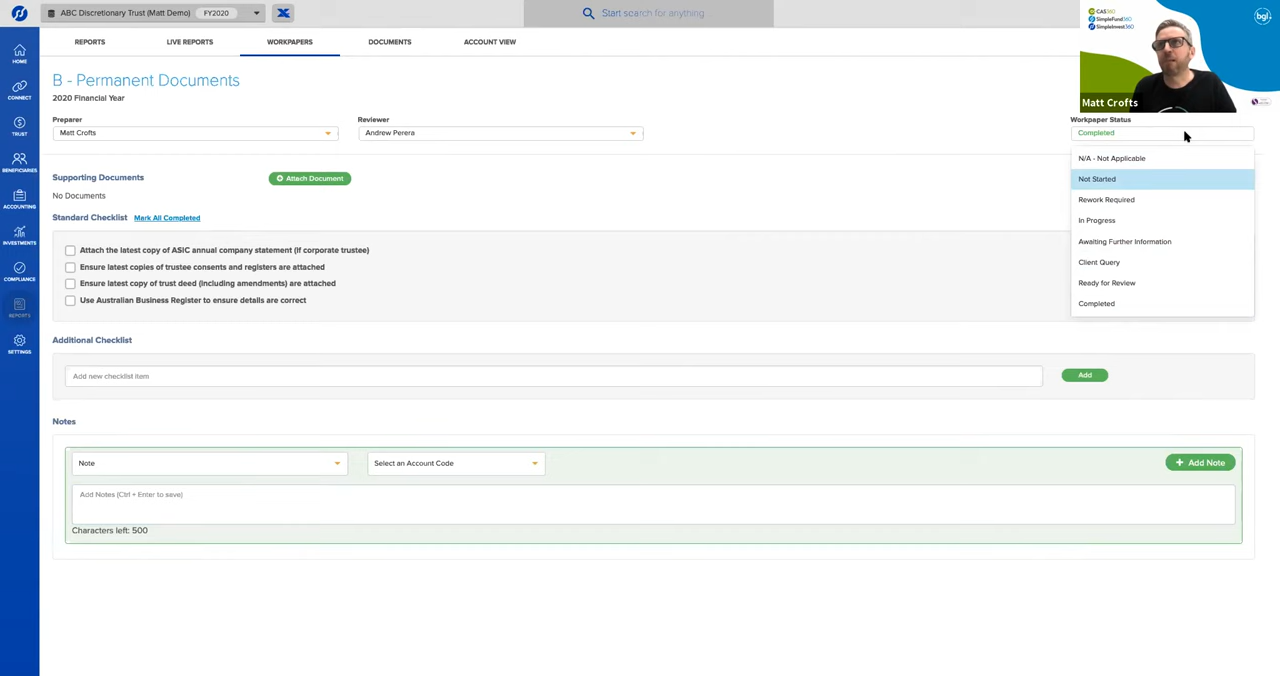 ABC Discretionary Trust (Matt Demo) FY2020
Start search for anything
CAS360
SimpleFund360
SimpleInvest360
bgl
Matt Crofts
REPORTS LIVE REPORTS WORKPAPERS DOCUMENTS ACCOUNT VIEW
HOME
CONNECT
TRUST
BENEFICIARIES
ACCOUNTING
INVESTMENTS
COMPLIANCE
REPORTS
SETTINGS
B - Permanent Documents
2020 Financial Year
Preparer Reviewer Workpaper Status
Matt Crofts Andrew Perera Completed
N/A - Not Applicable
Not Started
Rework Required
In Progress
Awaiting Further Information
Client Query
Ready for Review
Completed
Supporting Documents Attach Document
No Documents
Standard Checklist Mark All Completed
Attach the latest copy of ASIC annual company statement (if corporate trustee)
Ensure latest copies of trustee consents and registers are attached
Ensure latest copy of trust deed (including amendments) are attached
Use Australian Business Register to ensure details are correct
Additional Checklist
Add new checklist item Add
Notes
Note Select an Account Code + Add Note
Add Notes (Ctrl + Enter to save)
Characters left: 500